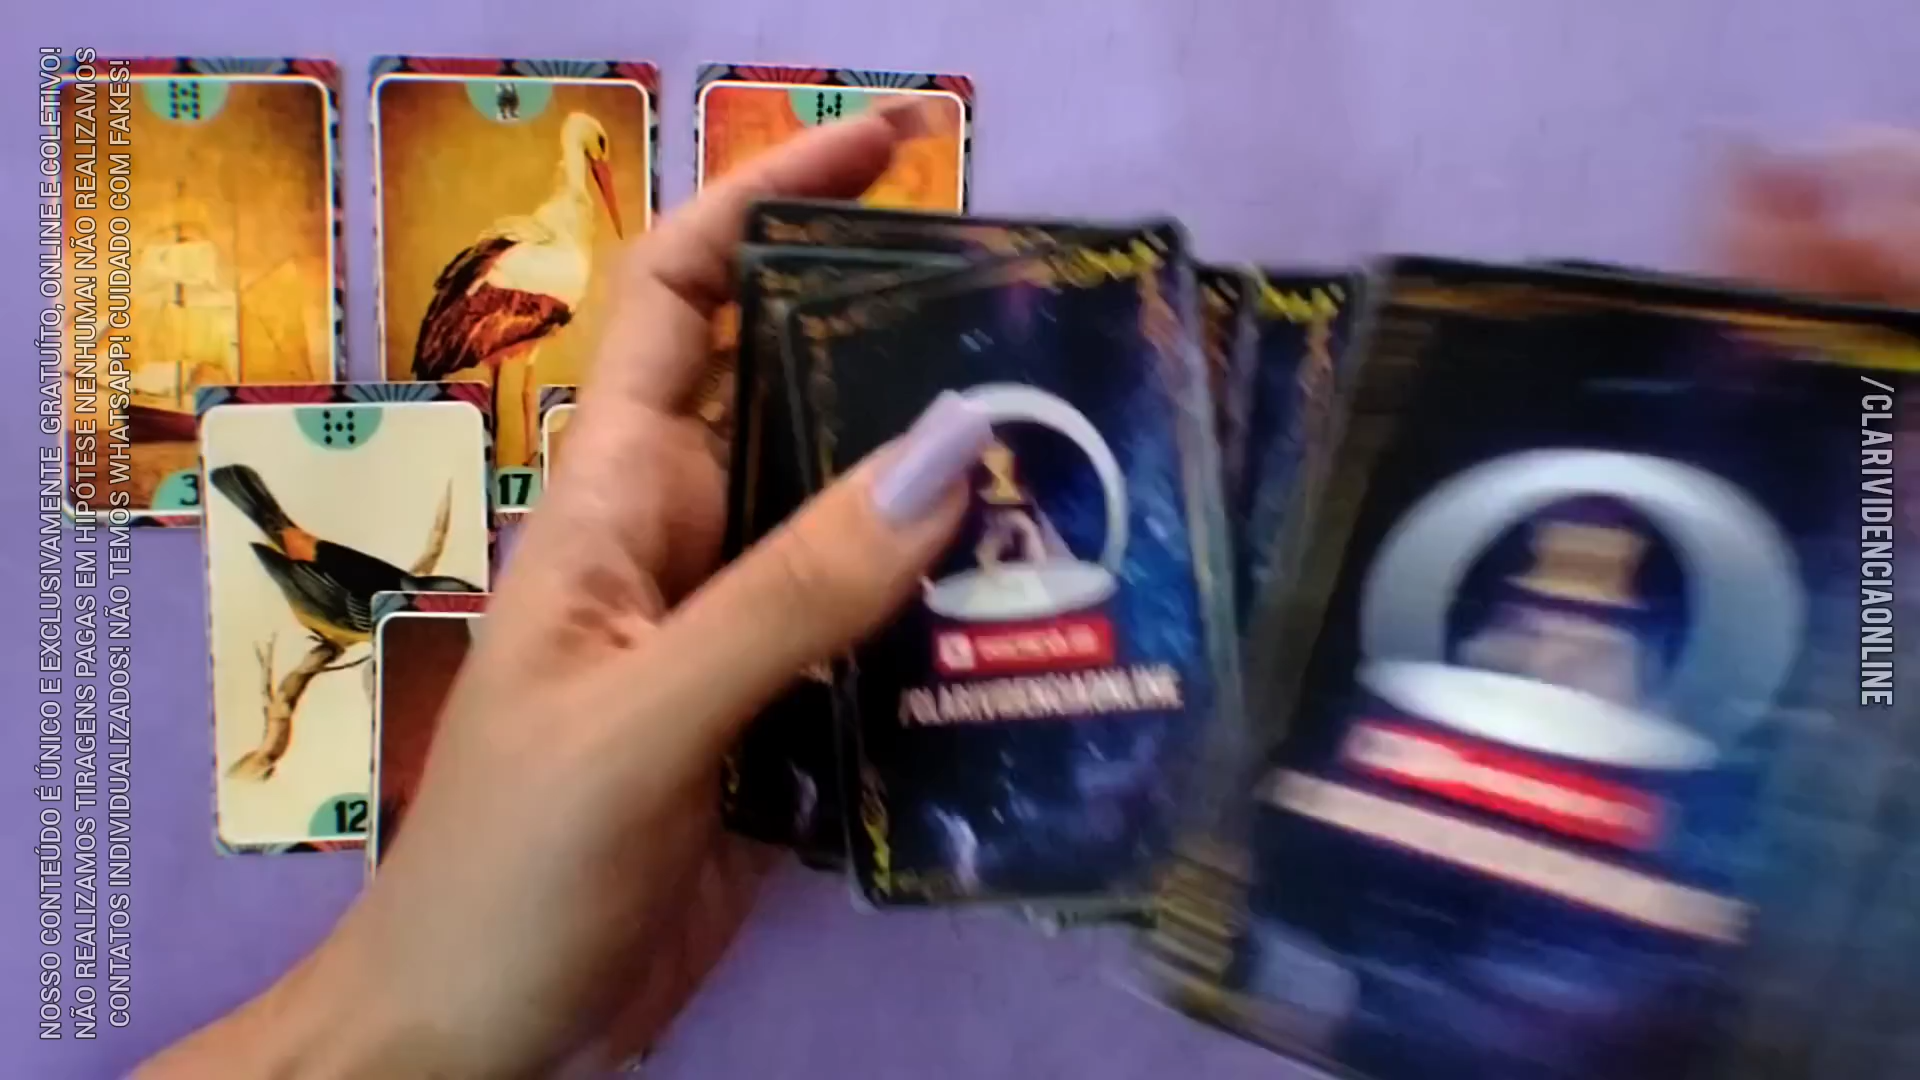 NOSSO CONTEÚDO É ÚNICO E EXCLUSIVAMENTE GRATUÍTO, ONLINE E COLETIVO!
NÃO REALIZAMOS TIRAGENS PAGAS EM HIPÓTESE NENHUMA! NÃO REALIZAMOS
CONTATOS INDIVIDUALIZADOS! NÃO TEMOS WHATSAPP! CUIDADO COM FAKES!
3
17
12
/CLARIVIDENCIAONLINE
/CLARIVIDENCIAONLINE